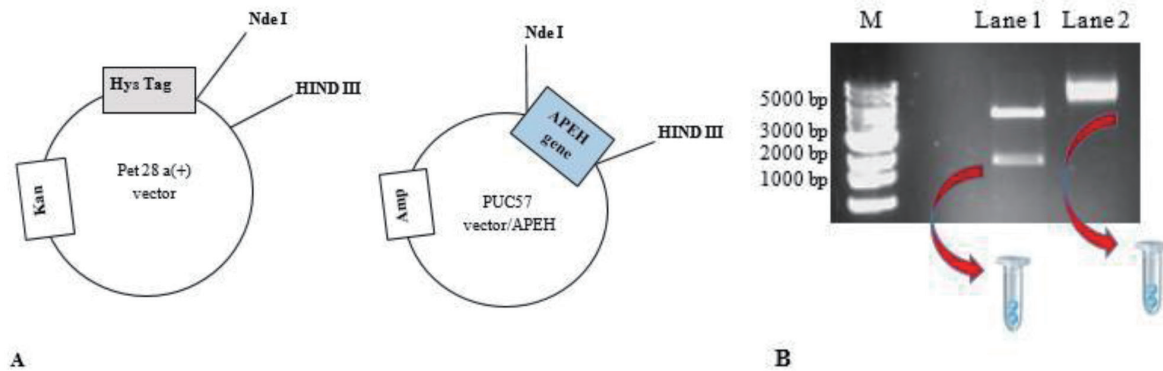 Nde I
Hys Tag
HIND III
Kan
Pet 28 a(+)
vector
Nde I
APEH
gene
HIND III
Amp
PUC57
vector/APEH
A
M
Lane 1
Lane 2
5000 bp
3000 bp
2000 bp
1000 bp
B